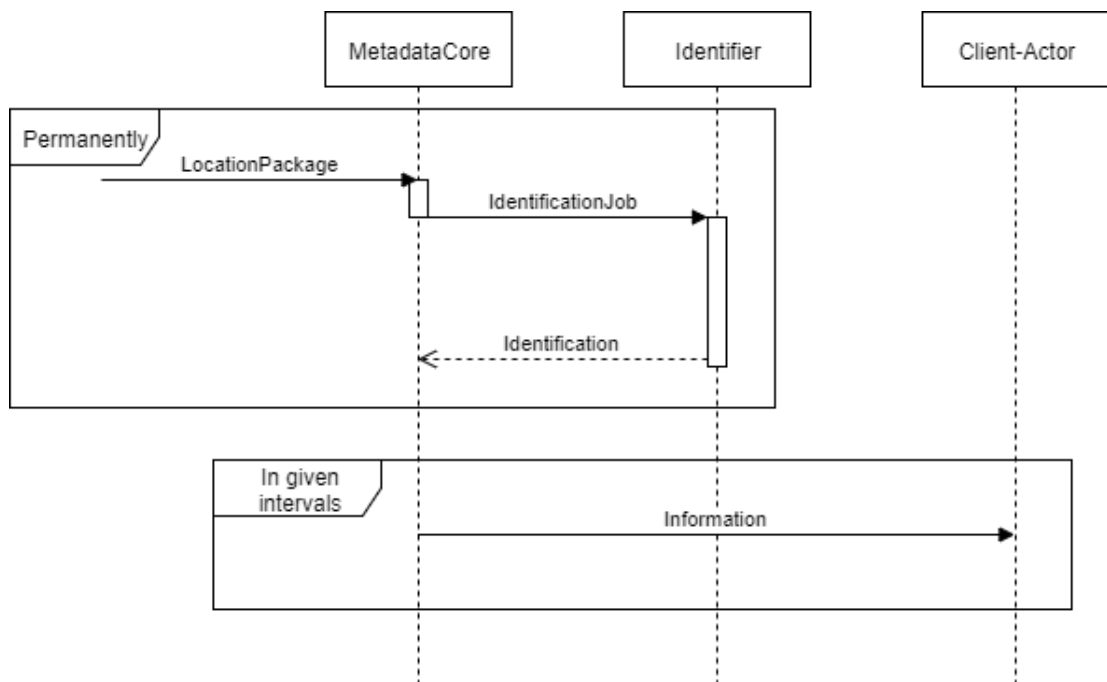 MetadataCore
Identifier
Client-Actor
Permanently
LocationPackage
IdentificationJob
Identification
In given
intervals
Information